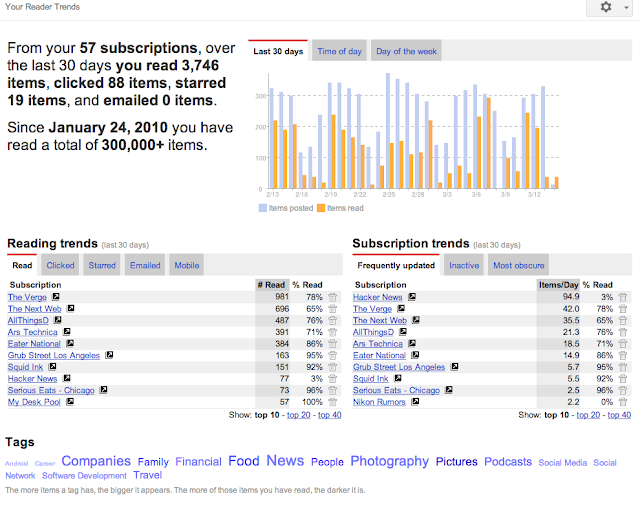 Your Reader Trends
From your 57 subscriptions, over
the last 30 days you read 3,746
items, clicked 88 items, starred
19 items, and emailed 0 items.
Since January 24, 2010 you have
read a total of 300,000+ items.
Last 30 days Time of day Day of the week
300
200
100
0
2/13 2/16 2/19 2/22 2/25 2/28 3/3 3/6 3/9 3/12
Items posted Items read
Reading trends (last 30 days)
Read Clicked Starred Emailed Mobile
Subscription # Read % Read
The Verge 981 78%
The Next Web 696 65%
AllThingsD 487 76%
Ars Technica 391 71%
Eater National 384 86%
Grub Street Los Angeles 163 95%
Squid Ink 151 92%
Hacker News 77 3%
Serious Eats - Chicago 73 96%
My Desk Pool 57 100%
Show: top 10 - top 20 - top 40
Subscription trends (last 30 days)
Frequently updated Inactive Most obscure
Subscription Items/Day % Read
Hacker News 94.9 3%
The Verge 42.0 78%
The Next Web 35.5 65%
AllThingsD 21.3 76%
Ars Technica 18.5 71%
Eater National 14.9 86%
Grub Street Los Angeles 5.7 95%
Squid Ink 5.5 92%
Serious Eats - Chicago 2.5 96%
Nikon Rumors 2.2 0%
Show: top 10 - top 20 - top 40
Tags
Android Career Companies Family Financial Food News People Photography Pictures Podcasts Social Media Social
Network Software Development Travel
The more items a tag has, the bigger it appears. The more of those items you have read, the darker it is.